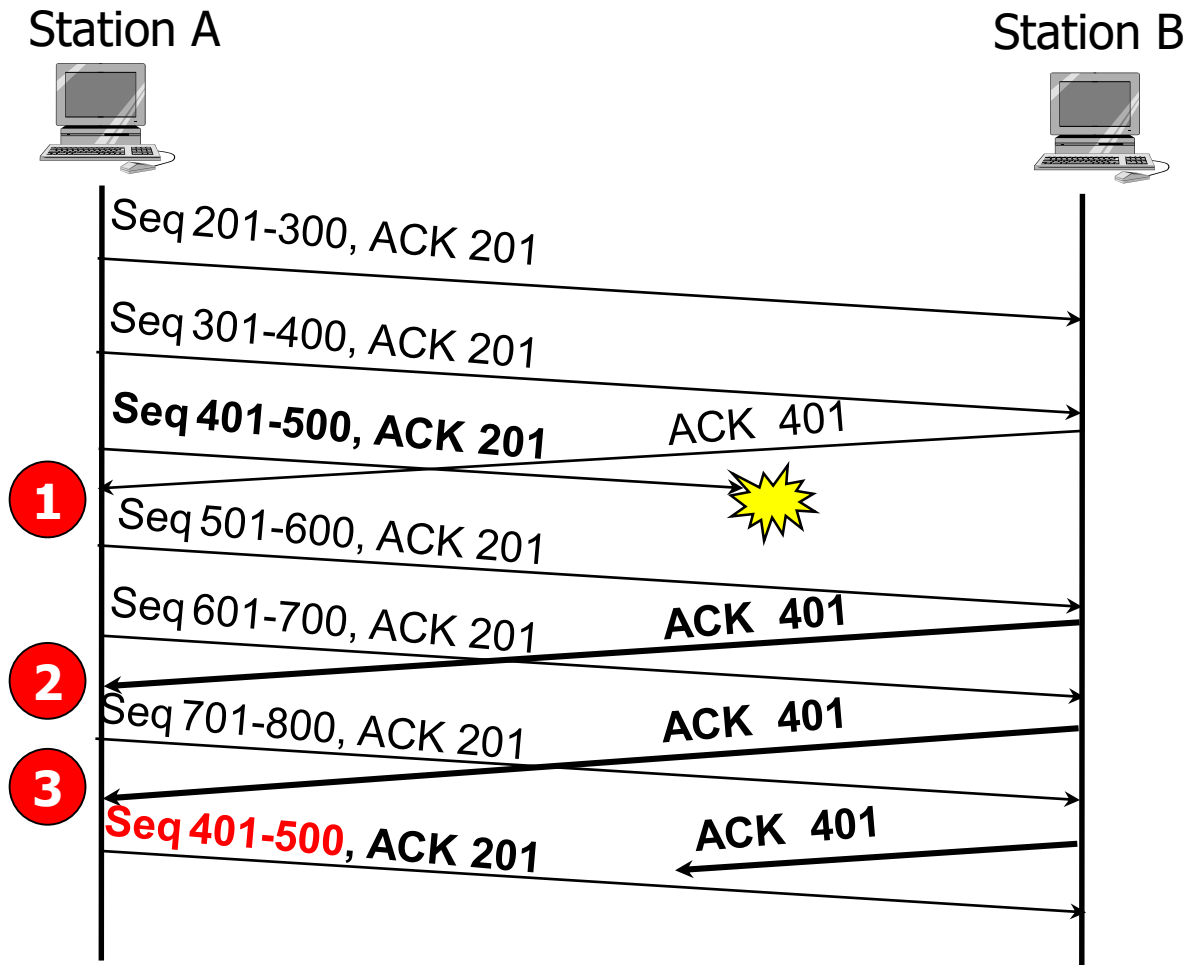 Station A
Station B
Seq 201-300, ACK 201
Seq 301-400, ACK 201
Seq 401-500, ACK 201
ACK 401
1
Seq 501-600, ACK 201
Seq 601-700, ACK 201
ACK 401
2
Seq 701-800, ACK 201
ACK 401
3
Seq 401-500, ACK 201
ACK 401